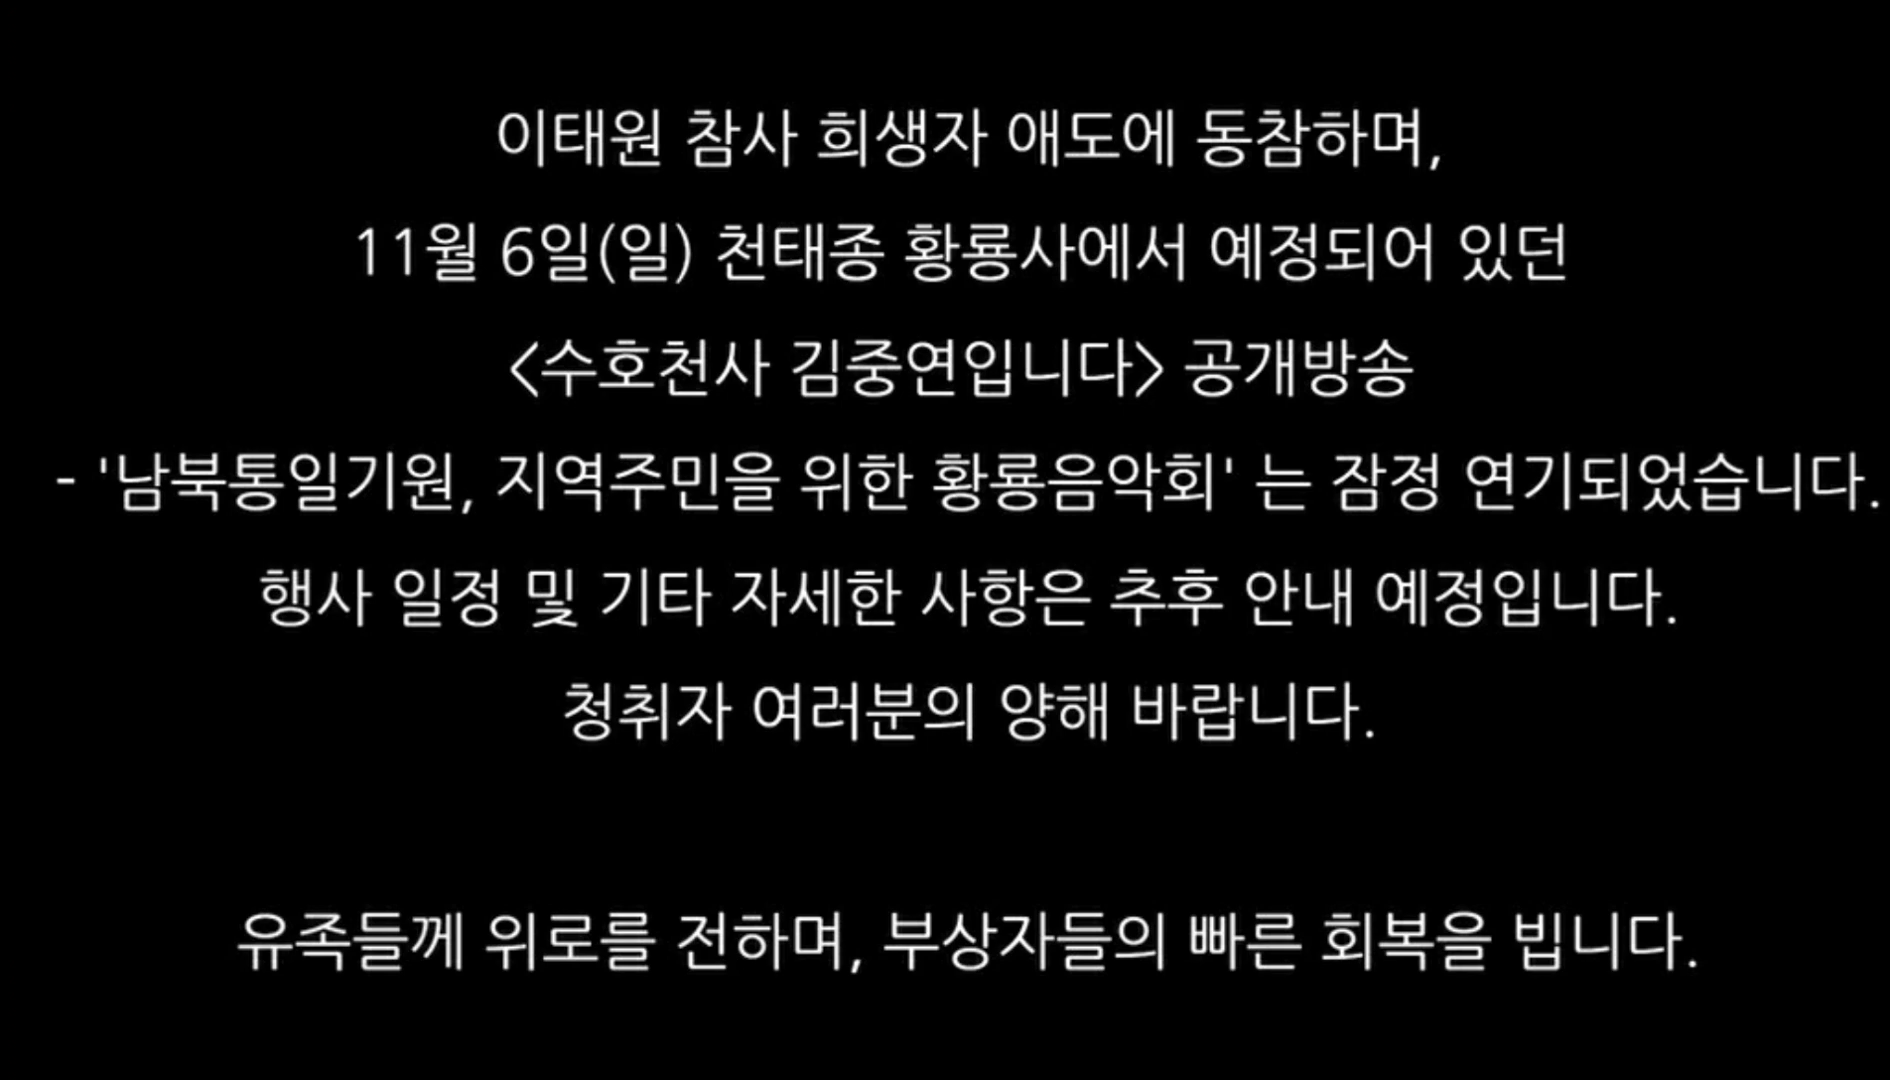 이태원 참사 희생자 애도에 동참하며,
11월 6일(일) 천태종 황룡사에서 예정되어 있던
<수호천사 김중연입니다> 공개방송
- '남북통일기원, 지역주민을 위한 황룡음악회' 는 잠정 연기되었습니다.
행사 일정 및 기타 자세한 사항은 추후 안내 예정입니다.
청취자 여러분의 양해 바랍니다.
유족들께 위로를 전하며, 부상자들의 빠른 회복을 빕니다.